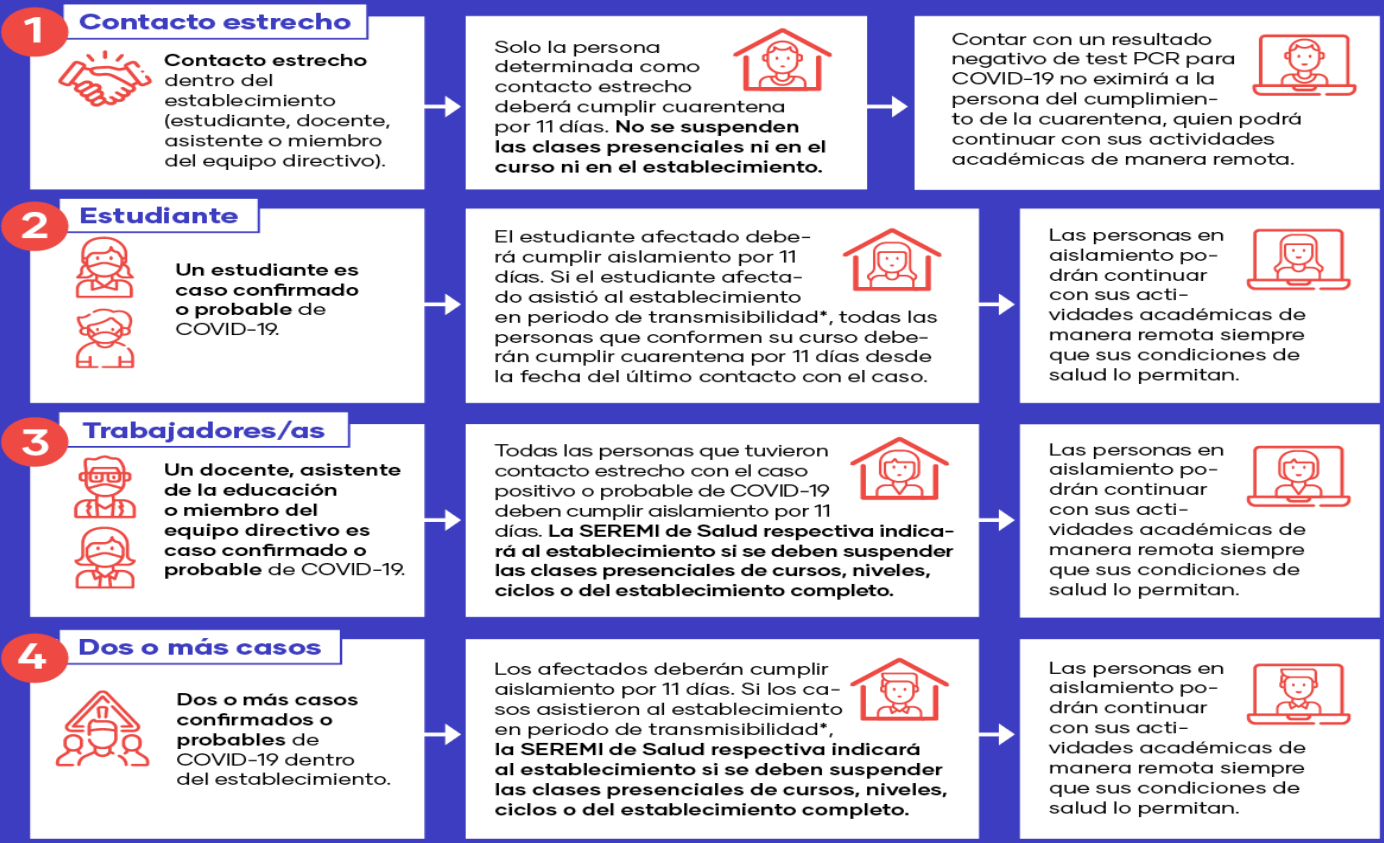 1
Contacto estrecho
Contacto estrecho
dentro del
establecimiento
(estudiante, docente,
asistente o miembro
del equipo directivo).
Solo la persona
determinada como
contacto estrecho
deberá cumplir cuarentena
por 11 días. No se suspenden
las clases presenciales ni en el
curso ni en el establecimiento.
Contar con un resultado
negativo de test PCR para
COVID-19 no eximirá a la
persona del cumplimien-
to de la cuarentena, quien podrá
continuar con sus actividades
académicas de manera remota.
2
Estudiante
Un estudiante es
caso confirmado
o probable de
COVID-19.
El estudiante afectado debe-
rá cumplir aislamiento por 11
días. Si el estudiante afecta-
do asistió al establecimiento
en periodo de transmisibilidad*, todas las
personas que conformen su curso debe-
rán cumplir cuarentena por 11 días desde
la fecha del último contacto con el caso.
Las personas en
aislamiento po-
drán continuar
con sus acti-
vidades académicas de
manera remota siempre
que sus condiciones de
salud lo permitan.
3
Trabajadores/as
Un docente, asistente
de la educación
o miembro del
equipo directivo es
caso confirmado o
probable de COVID-19.
Todas las personas que tuvieron
contacto estrecho con el caso
positivo o probable de COVID-19
deben cumplir aislamiento por 11
días. La SEREMI de Salud respectiva indica-
rá al establecimiento si se deben suspender
las clases presenciales de cursos, niveles,
ciclos o del establecimiento completo.
Las personas en
aislamiento po-
drán continuar
con sus acti-
vidades académicas de
manera remota siempre
que sus condiciones de
salud lo permitan.
4
Dos o más casos
Dos o más casos
confirmados o
probables de
COVID-19 dentro
del establecimiento.
Los afectados deberán cumplir
aislamiento por 11 días. Si los ca-
sos asistieron al establecimiento
en periodo de transmisibilidad*,
la SEREMI de Salud respectiva indicará
al establecimiento si se deben suspender
las clases presenciales de cursos, niveles,
ciclos o del establecimiento completo.
Las personas en
aislamiento po-
drán continuar
con sus acti-
vidades académicas de
manera remota siempre
que sus condiciones de
salud lo permitan.